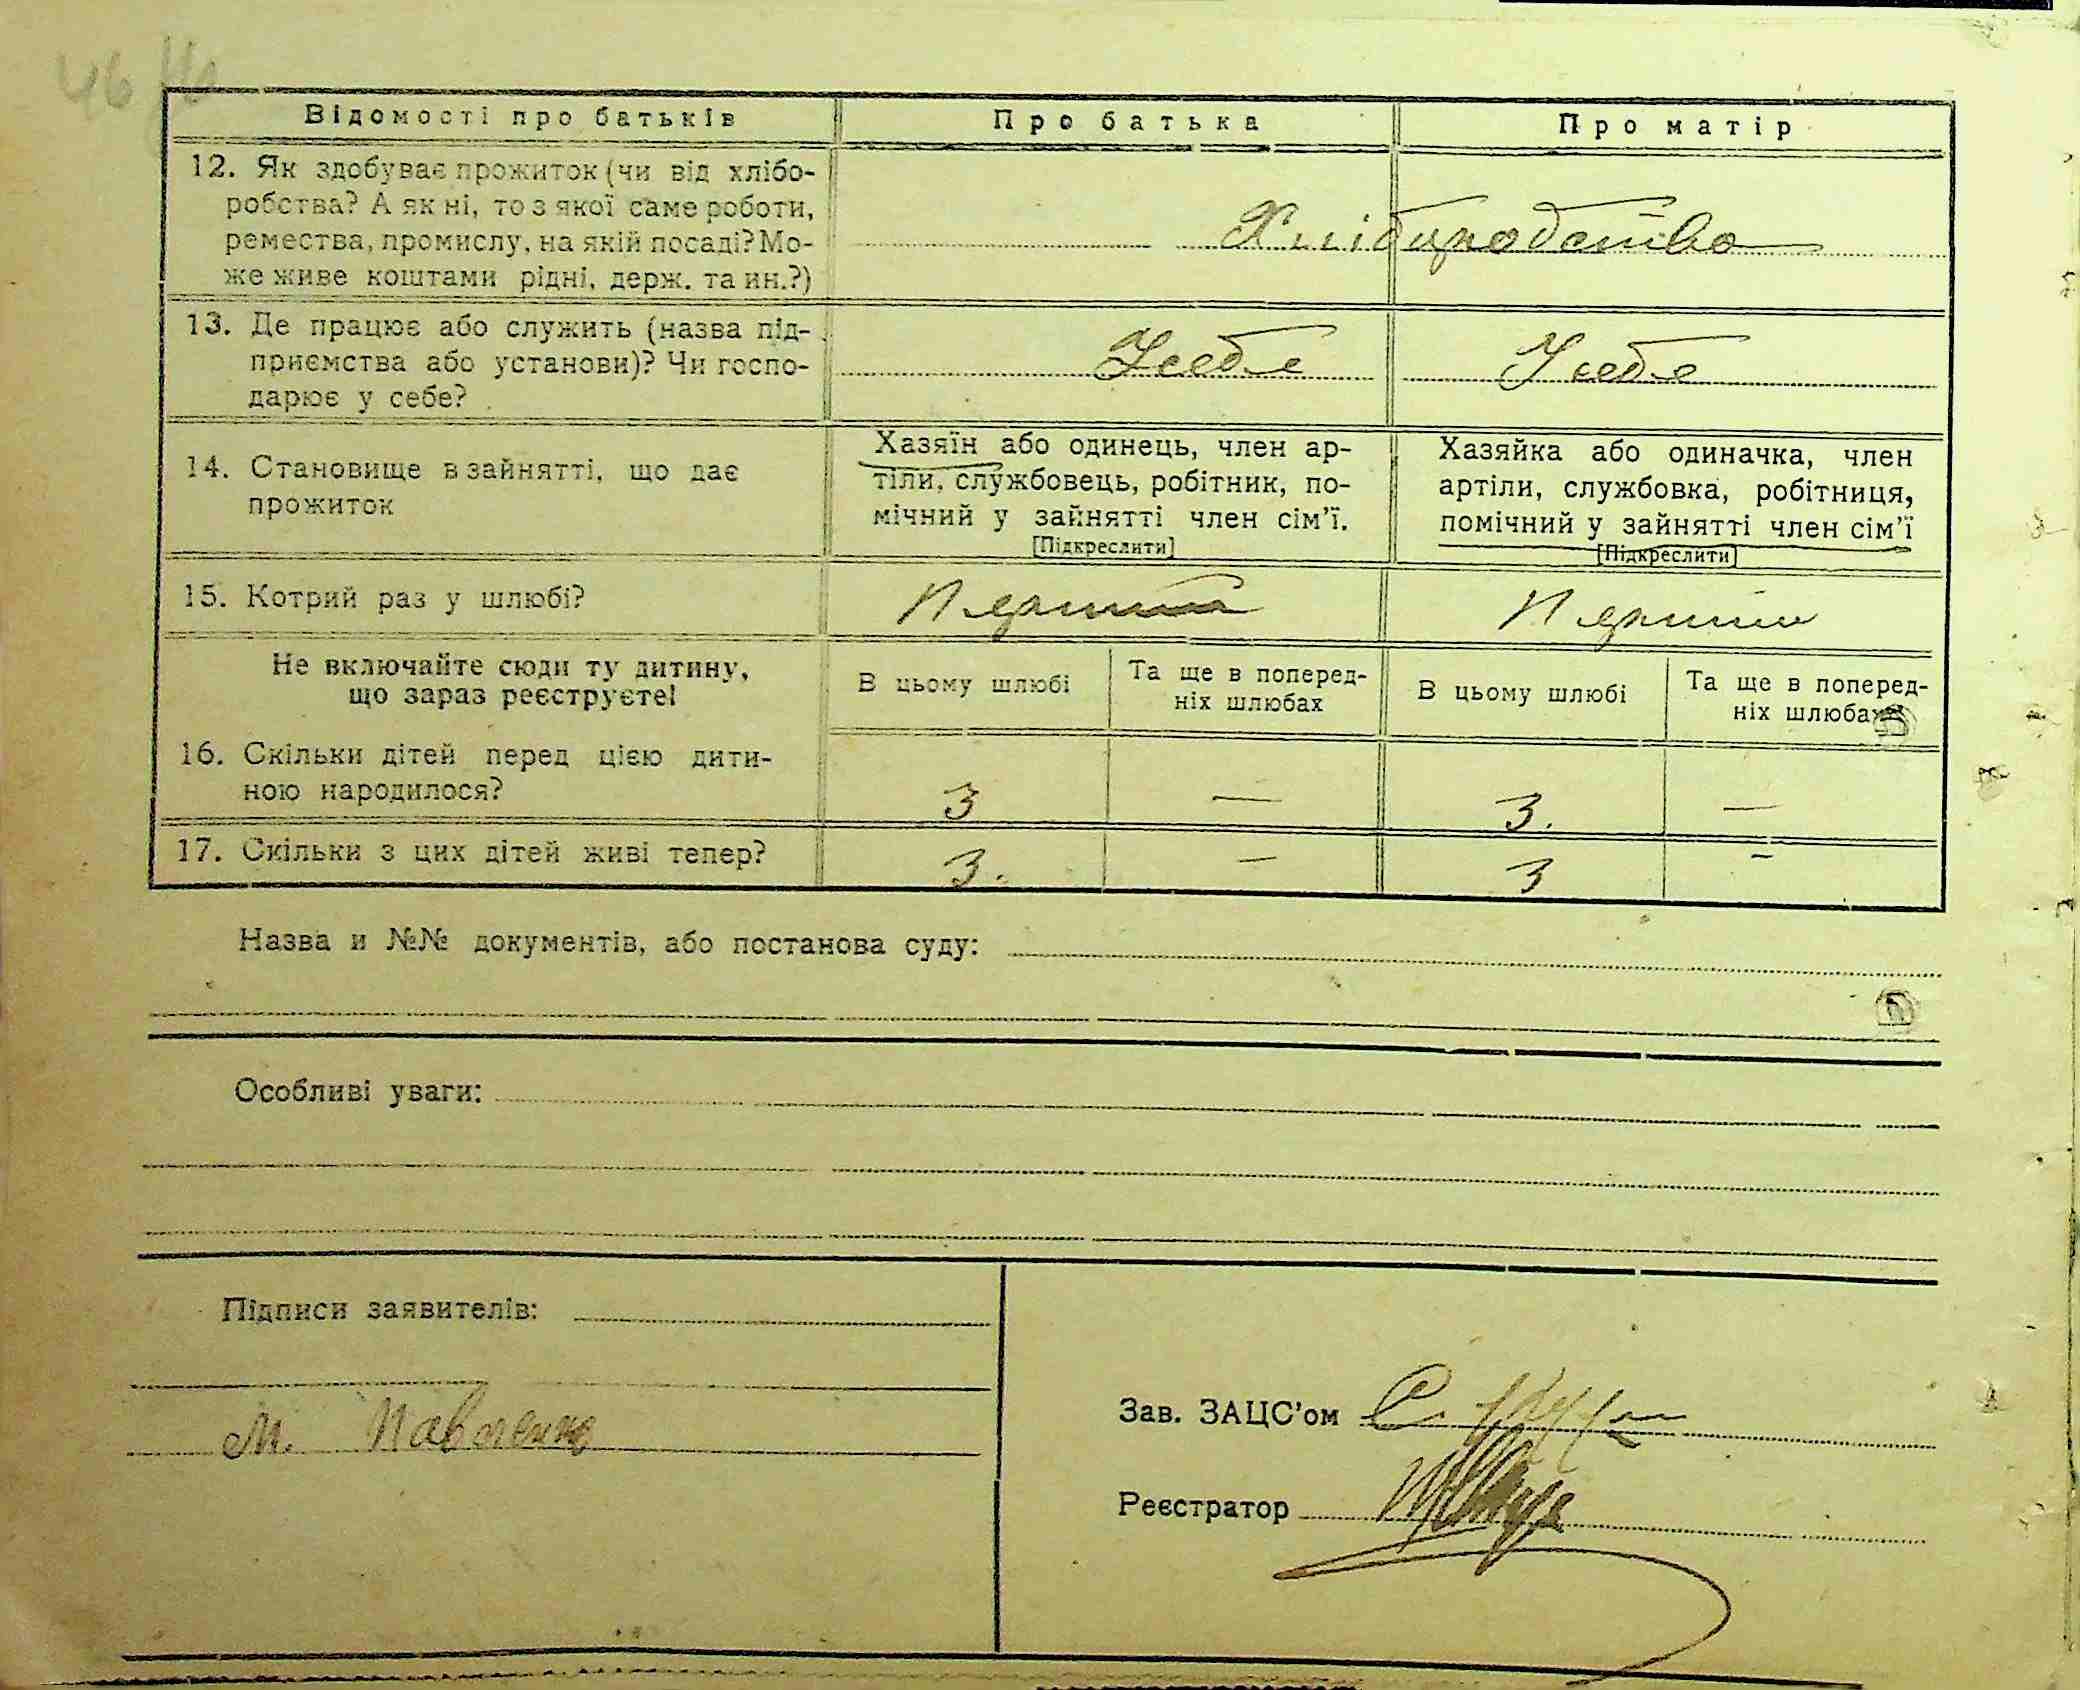 46
Відомості про батьків Про батька Про матір
12. Як здобуває прожиток (чи від хлібо-
робства? А як ні, то з якої саме роботи,
ремества, промислу, на якій посаді? Мо-
же живе коштами рідні, держ. та ин.?)
Хлібородство
13. Де працює або служить (назва під-
приємства або установи)? Чи госпо-
дарює у себе?
Усебе Усебе
14. Становище в зайнятті, що дає
прожиток
Хазяїн або одинець, член ар-
тіли, службовець, робітник, по-
мічний у зайнятті член сім’ї.
[Підкреслити]
Хазяйка або одиначка, член
артіли, службовка, робітниця,
помічний у зайнятті член сім’ї
[Підкреслити]
15. Котрий раз у шлюбі?
Не включайте сюди ту дитину,
що зараз реєструєте!
В цьому шлюбі
Та ще в поперед-
ніх шлюбах
В цьому шлюбі
Та ще в поперед-
ніх шлюбах
16. Скільки дітей перед цією дити-
ною народилося?
3 — 3. —
17. Скільки з цих дітей живі тепер?
3. — 3 —
Назва и №№ документів, або постанова суду:
Особливі уваги:
Підписи заявителів:
М. Павленко
Зав. ЗАЦС’ом
Реєстратор